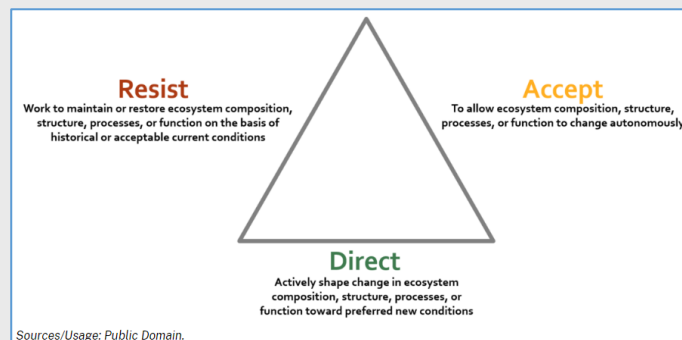 Resist
Work to maintain or restore ecosystem composition,
structure, processes, or function on the basis of
historical or acceptable current conditions
Accept
To allow ecosystem composition, structure,
processes, or function to change autonomously
Direct
Actively shape change in ecosystem
composition, structure, processes, or
function toward preferred new conditions
Sources/Usage: Public Domain.